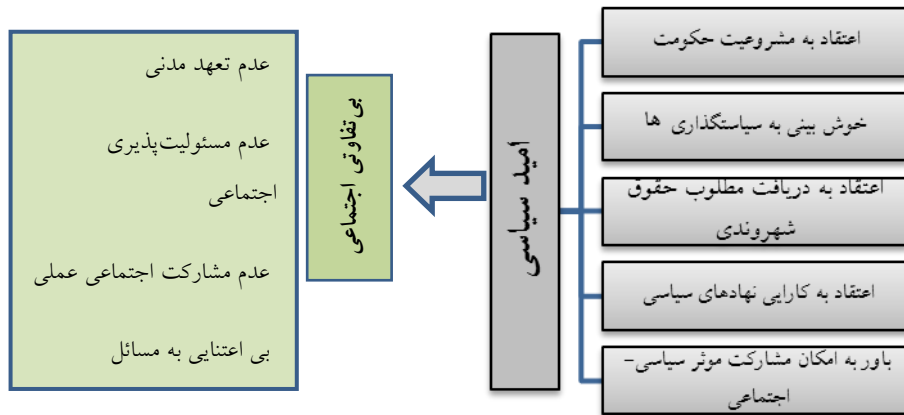 اعتقاد به مشروعیت حکومت
خوش بینی به سیاستگذاری ها
اعتقاد به دریافت مطلوب حقوق
شهروندی
اعتقاد به کارایی نهادهای سیاسی
باور به امکان مشارکت موثر سیاسی-
اجتماعی
امید سیاسی
بی تفاوتی اجتماعی
عدم تعهد مدنی
عدم مسئولیت‌پذیری
اجتماعی
عدم مشارکت اجتماعی عملی
بی اعتنایی به مسائل